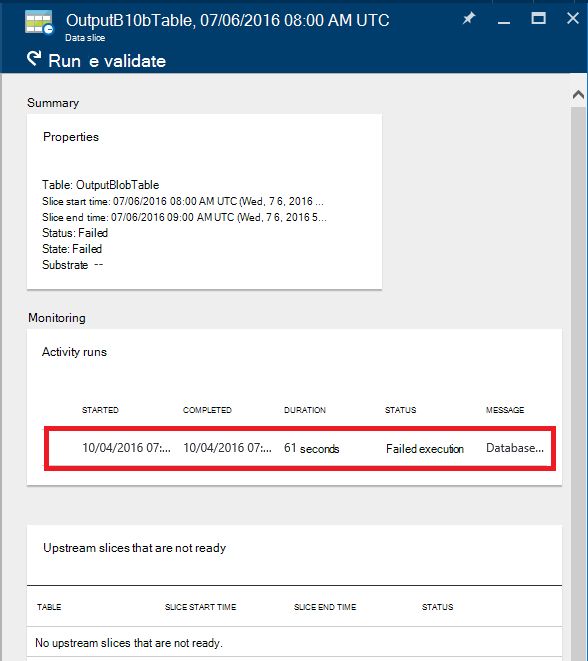 OutputB10bTable, 07/06/2016 08:00 AM UTC
Data slice
Run e validate
Summary
Properties
Table: OutputBlobTable
Slice start time: 07/06/2016 08:00 AM UTC (Wed, 7 6, 2016 ...
Slice end time: 07/06/2016 09:00 AM UTC (Wed, 7 6, 2016 5...
Status: Failed
State: Failed
Substrate --
Monitoring
Activity runs
STARTED COMPLETED DURATION STATUS MESSAGE
10/04/2016 07:... 10/04/2016 07:... 61 seconds Failed execution Database...
Upstream slices that are not ready
TABLE SLICE START TIME SLICE END TIME STATUS
No upstream slices that are not ready.